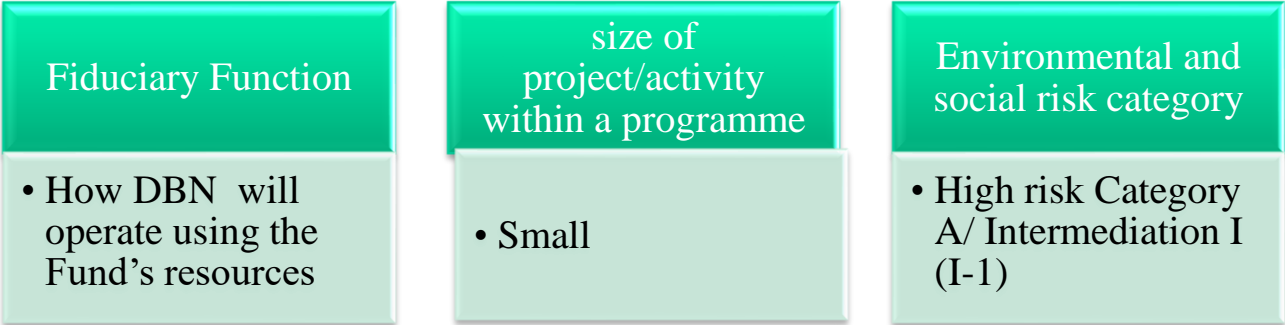 Fiduciary Function
• How DBN will
operate using the
Fund’s resources
size of
project/activity
within a programme
• Small
Environmental and
social risk category
• High risk Category
A/ Intermediation I
(I-1)